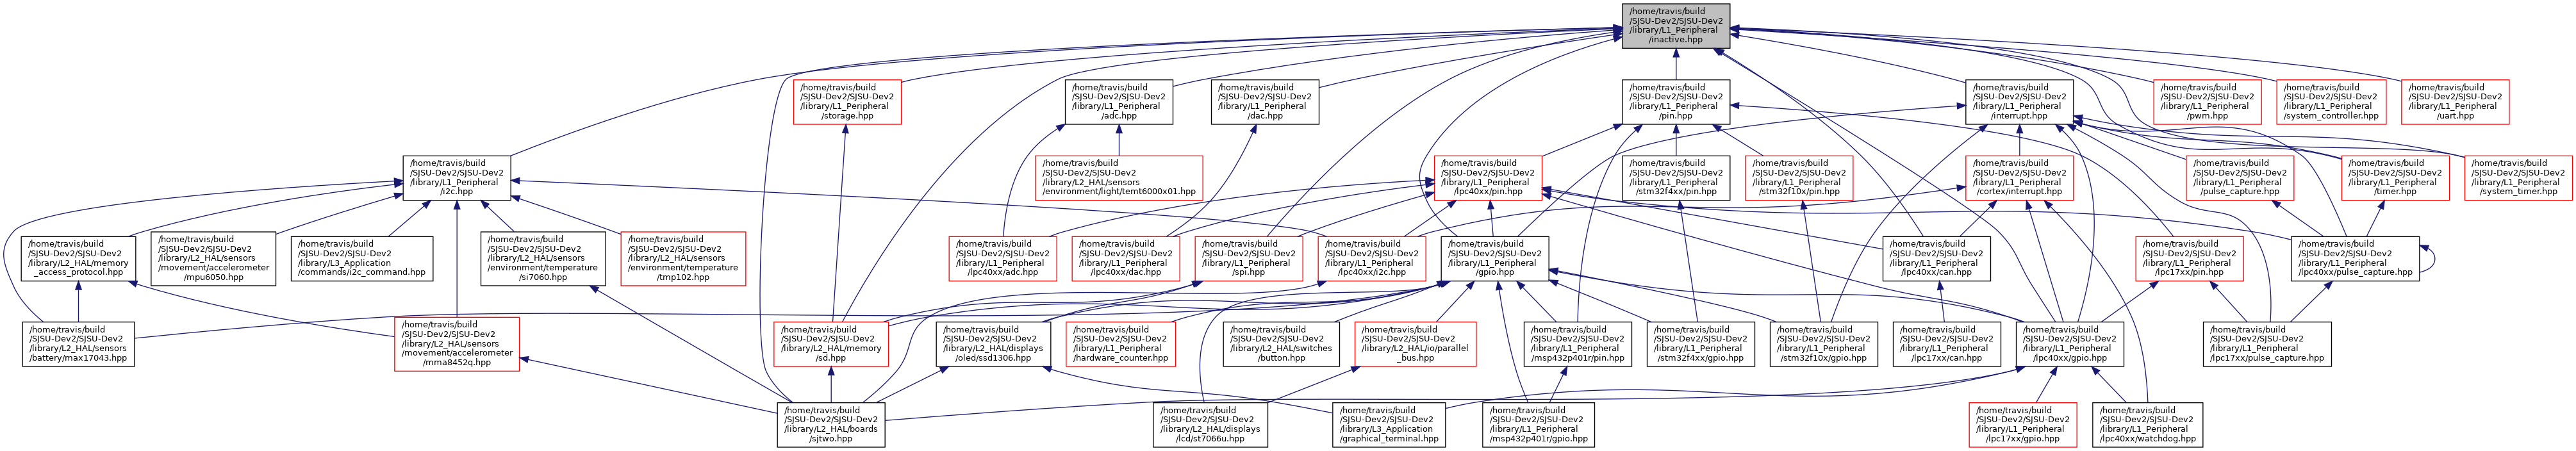 /home/travis/build
/SJSU-Dev2/SJSU-Dev2
/library/L1_Peripheral
/inactive.hpp
/home/travis/build
/SJSU-Dev2/SJSU-Dev2
/library/L1_Peripheral
/storage.hpp
/home/travis/build
/SJSU-Dev2/SJSU-Dev2
/library/L1_Peripheral
/adc.hpp
/home/travis/build
/SJSU-Dev2/SJSU-Dev2
/library/L1_Peripheral
/dac.hpp
/home/travis/build
/SJSU-Dev2/SJSU-Dev2
/library/L1_Peripheral
/pin.hpp
/home/travis/build
/SJSU-Dev2/SJSU-Dev2
/library/L1_Peripheral
/interrupt.hpp
/home/travis/build
/SJSU-Dev2/SJSU-Dev2
/library/L1_Peripheral
/pwm.hpp
/home/travis/build
/SJSU-Dev2/SJSU-Dev2
/library/L1_Peripheral
/system_controller.hpp
/home/travis/build
/SJSU-Dev2/SJSU-Dev2
/library/L1_Peripheral
/uart.hpp
/home/travis/build
/SJSU-Dev2/SJSU-Dev2
/library/L1_Peripheral
/i2c.hpp
/home/travis/build
/SJSU-Dev2/SJSU-Dev2
/library/L2_HAL/sensors
/environment/light/temt6000x01.hpp
/home/travis/build
/SJSU-Dev2/SJSU-Dev2
/library/L1_Peripheral
/lpc40xx/pin.hpp
/home/travis/build
/SJSU-Dev2/SJSU-Dev2
/library/L1_Peripheral
/stm32f4xx/pin.hpp
/home/travis/build
/SJSU-Dev2/SJSU-Dev2
/library/L1_Peripheral
/stm32f10x/pin.hpp
/home/travis/build
/SJSU-Dev2/SJSU-Dev2
/library/L1_Peripheral
/cortex/interrupt.hpp
/home/travis/build
/SJSU-Dev2/SJSU-Dev2
/library/L1_Peripheral
/pulse_capture.hpp
/home/travis/build
/SJSU-Dev2/SJSU-Dev2
/library/L1_Peripheral
/timer.hpp
/home/travis/build
/SJSU-Dev2/SJSU-Dev2
/library/L1_Peripheral
/system_timer.hpp
/home/travis/build
/SJSU-Dev2/SJSU-Dev2
/library/L2_HAL/memory
_access_protocol.hpp
/home/travis/build
/SJSU-Dev2/SJSU-Dev2
/library/L2_HAL/sensors
/movement/accelerometer
/mpu6050.hpp
/home/travis/build
/SJSU-Dev2/SJSU-Dev2
/library/L3_Application
/commands/i2c_command.hpp
/home/travis/build
/SJSU-Dev2/SJSU-Dev2
/library/L2_HAL/sensors
/environment/temperature
/si7060.hpp
/home/travis/build
/SJSU-Dev2/SJSU-Dev2
/library/L2_HAL/sensors
/environment/temperature
/tmp102.hpp
/home/travis/build
/SJSU-Dev2/SJSU-Dev2
/library/L1_Peripheral
/lpc40xx/adc.hpp
/home/travis/build
/SJSU-Dev2/SJSU-Dev2
/library/L1_Peripheral
/lpc40xx/dac.hpp
/home/travis/build
/SJSU-Dev2/SJSU-Dev2
/library/L1_Peripheral
/spi.hpp
/home/travis/build
/SJSU-Dev2/SJSU-Dev2
/library/L1_Peripheral
/lpc40xx/i2c.hpp
/home/travis/build
/SJSU-Dev2/SJSU-Dev2
/library/L1_Peripheral
/gpio.hpp
/home/travis/build
/SJSU-Dev2/SJSU-Dev2
/library/L1_Peripheral
/lpc40xx/can.hpp
/home/travis/build
/SJSU-Dev2/SJSU-Dev2
/library/L1_Peripheral
/lpc17xx/pin.hpp
/home/travis/build
/SJSU-Dev2/SJSU-Dev2
/library/L1_Peripheral
/lpc40xx/pulse_capture.hpp
/home/travis/build
/SJSU-Dev2/SJSU-Dev2
/library/L2_HAL/sensors
/battery/max17043.hpp
/home/travis/build
/SJSU-Dev2/SJSU-Dev2
/library/L2_HAL/sensors
/movement/accelerometer
/mma8452q.hpp
/home/travis/build
/SJSU-Dev2/SJSU-Dev2
/library/L2_HAL/memory
/sd.hpp
/home/travis/build
/SJSU-Dev2/SJSU-Dev2
/library/L2_HAL/displays
/oled/ssd1306.hpp
/home/travis/build
/SJSU-Dev2/SJSU-Dev2
/library/L1_Peripheral
/hardware_counter.hpp
/home/travis/build
/SJSU-Dev2/SJSU-Dev2
/library/L2_HAL/switches
/button.hpp
/home/travis/build
/SJSU-Dev2/SJSU-Dev2
/library/L2_HAL/io/parallel
_bus.hpp
/home/travis/build
/SJSU-Dev2/SJSU-Dev2
/library/L1_Peripheral
/msp432p401r/pin.hpp
/home/travis/build
/SJSU-Dev2/SJSU-Dev2
/library/L1_Peripheral
/stm32f4xx/gpio.hpp
/home/travis/build
/SJSU-Dev2/SJSU-Dev2
/library/L1_Peripheral
/stm32f10x/gpio.hpp
/home/travis/build
/SJSU-Dev2/SJSU-Dev2
/library/L1_Peripheral
/lpc17xx/can.hpp
/home/travis/build
/SJSU-Dev2/SJSU-Dev2
/library/L1_Peripheral
/lpc40xx/gpio.hpp
/home/travis/build
/SJSU-Dev2/SJSU-Dev2
/library/L1_Peripheral
/lpc17xx/pulse_capture.hpp
/home/travis/build
/SJSU-Dev2/SJSU-Dev2
/library/L2_HAL/boards
/sjtwo.hpp
/home/travis/build
/SJSU-Dev2/SJSU-Dev2
/library/L2_HAL/displays
/lcd/st7066u.hpp
/home/travis/build
/SJSU-Dev2/SJSU-Dev2
/library/L3_Application
/graphical_terminal.hpp
/home/travis/build
/SJSU-Dev2/SJSU-Dev2
/library/L1_Peripheral
/msp432p401r/gpio.hpp
/home/travis/build
/SJSU-Dev2/SJSU-Dev2
/library/L1_Peripheral
/lpc17xx/gpio.hpp
/home/travis/build
/SJSU-Dev2/SJSU-Dev2
/library/L1_Peripheral
/lpc40xx/watchdog.hpp